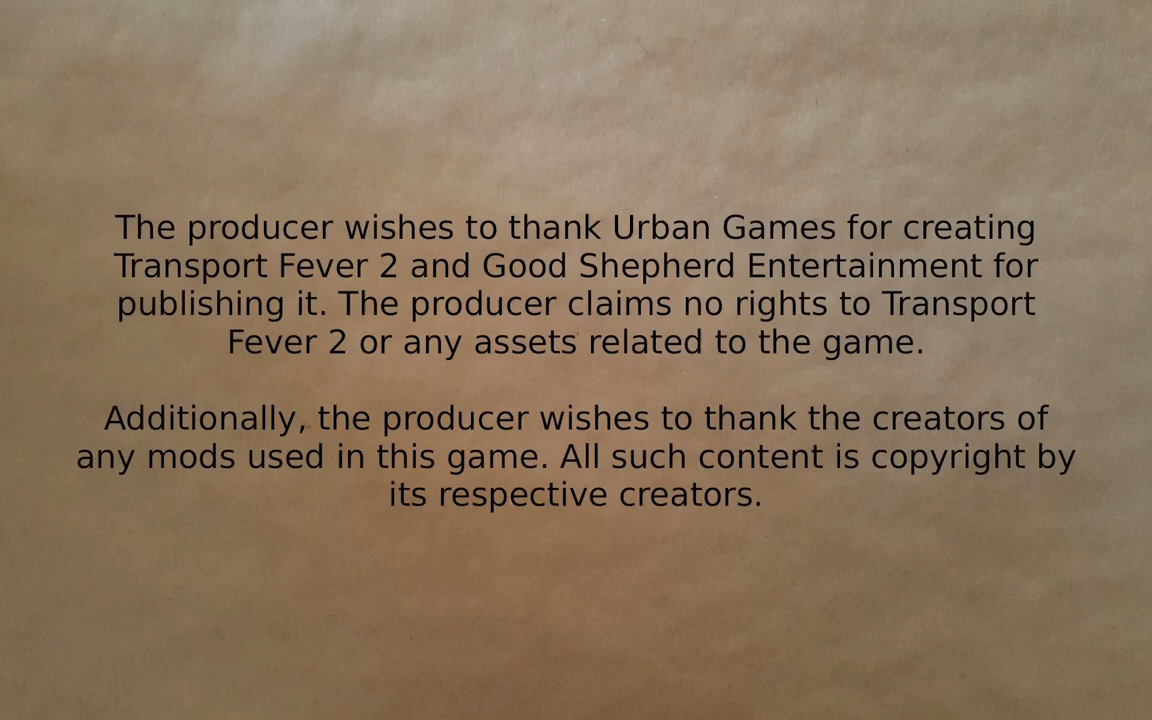 The producer wishes to thank Urban Games for creating
Transport Fever 2 and Good Shepherd Entertainment for
publishing it. The producer claims no rights to Transport
Fever 2 or any assets related to the game.
Additionally, the producer wishes to thank the creators of
any mods used in this game. All such content is copyright by
its respective creators.